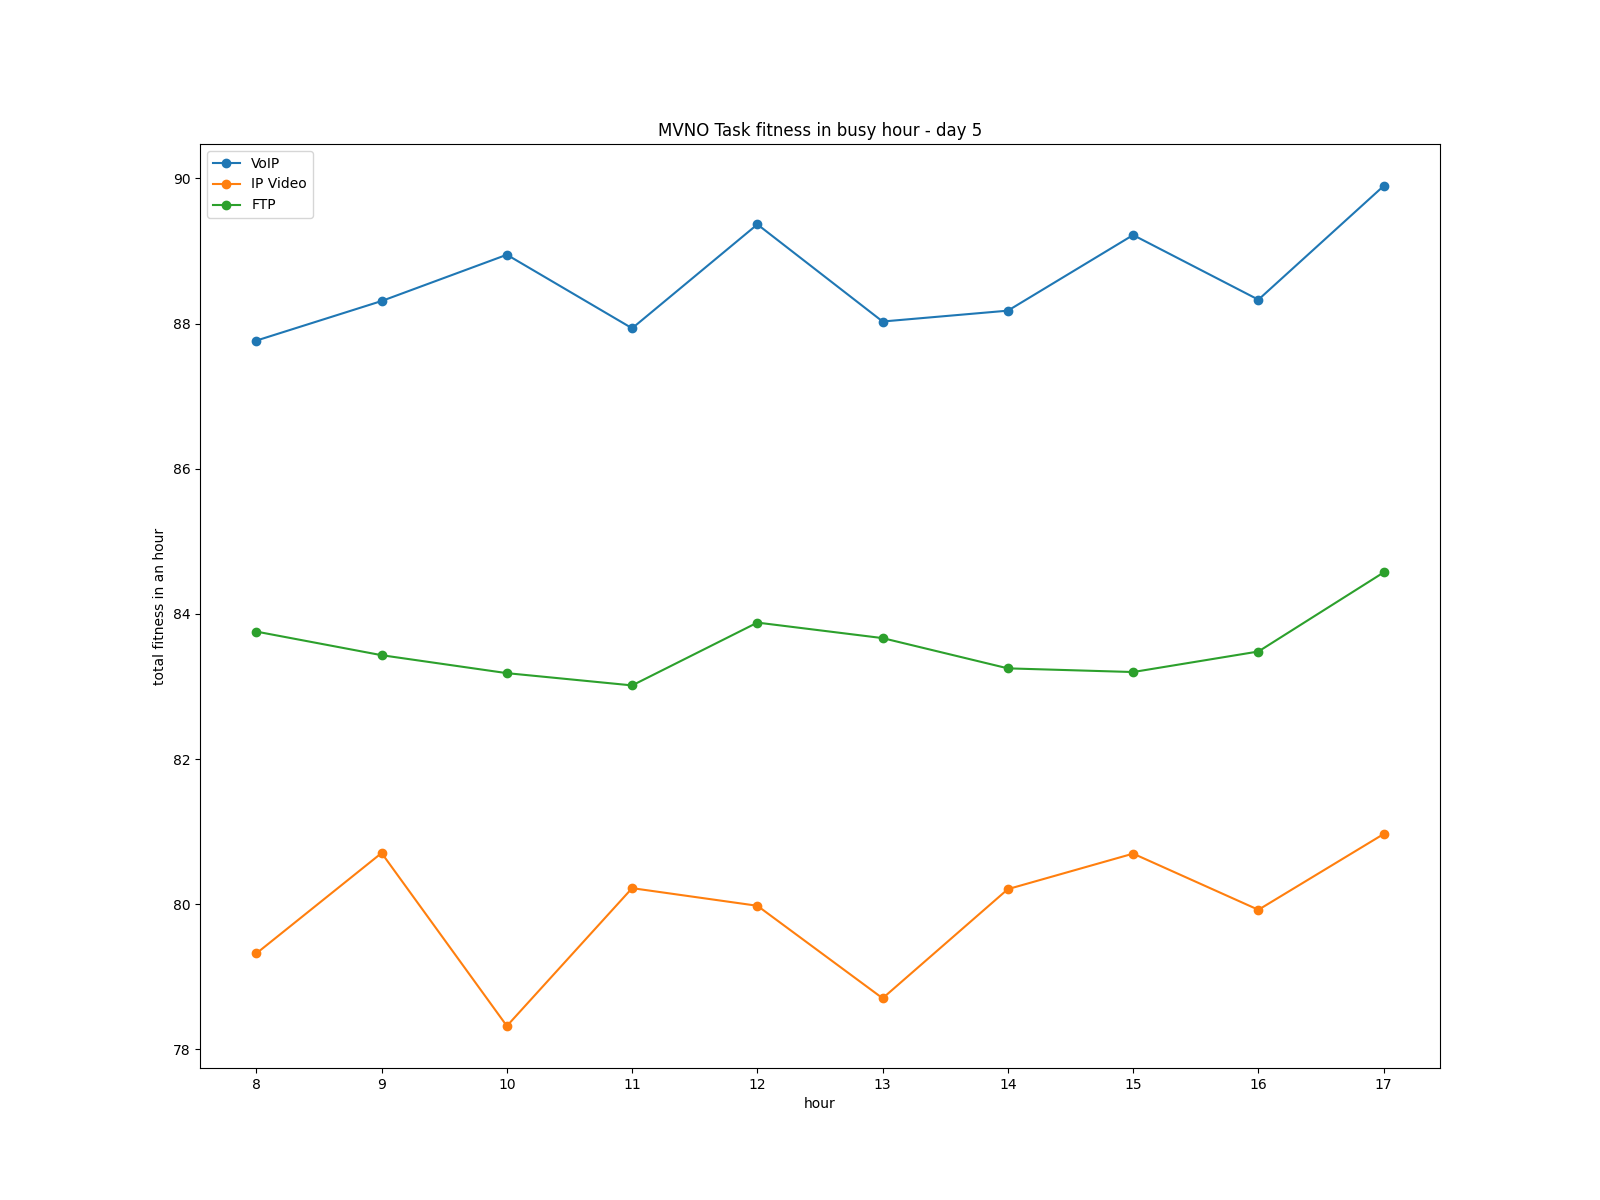 MVNO Task fitness in busy hour - day 5
VoIP
IP Video
FTP
90
88
86
84
82
80
78
total fitness in an hour
8 9 10 11 12 13 14 15 16 17
hour